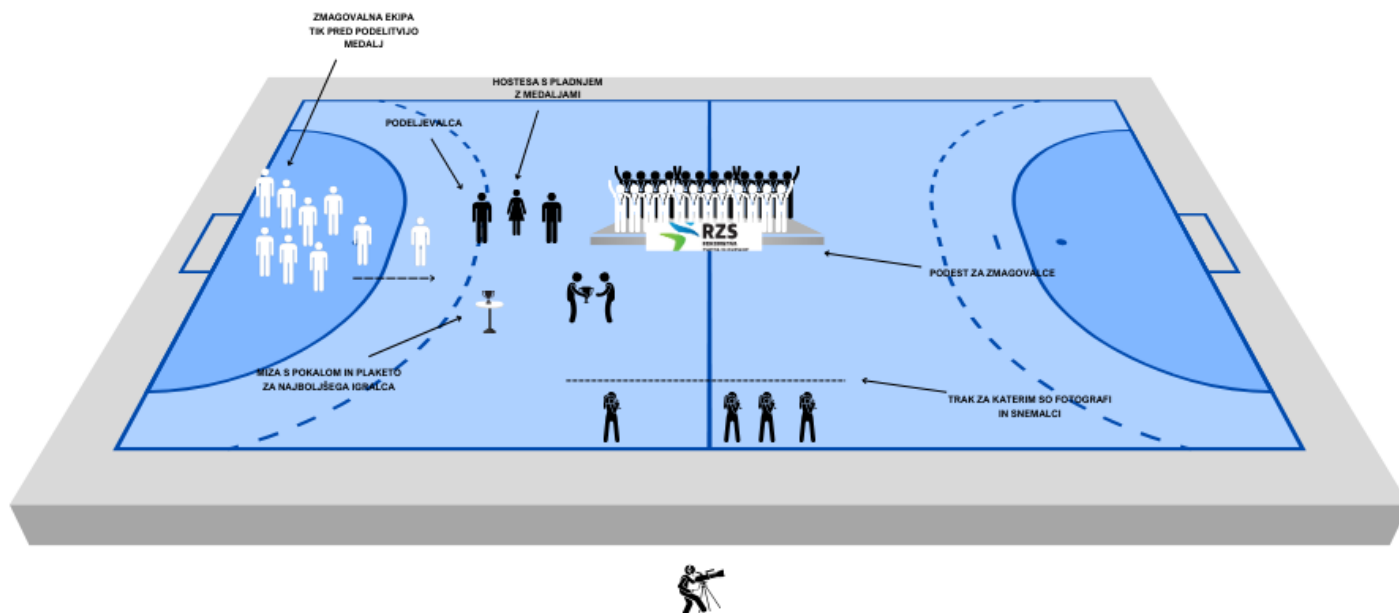 ZMAGOVALNA EKIPA
TIK PRED PODELITVIJO
MEDALJ
HOSTESA S PLADNJEM
Z MEDALJAMI
PODELJEVALCA
RZS
PODEST ZA ZMAGOVALCE
MIZA S POKALOM IN PLAKETO
ZA NAJBOLJŠEGA IGRALCA
TRAK ZA KATERIM SO FOTOGRAFI
IN SNEMALCI